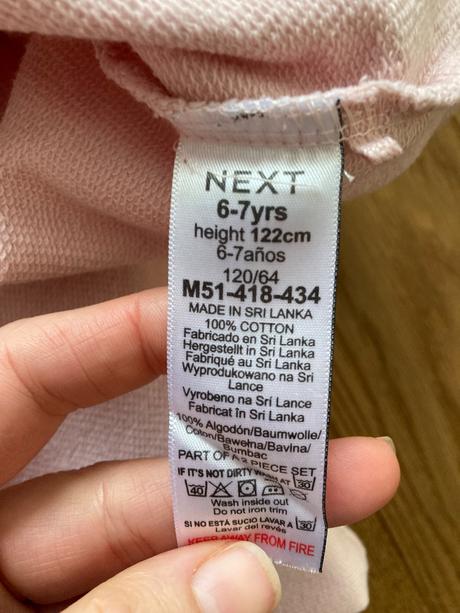 NEXT
6-7yrs
height 122cm
6-7años
120/64
M51-418-434
MADE IN SRI LANKA
100% COTTON
Fabricado en Sri Lanka
Hergestellt in Sri Lanka
Fabriqué au Sri Lanka
Wyprodukowano na Sri
Lance
Vyrobeno na Srí Lance
Fabricat în Sri Lanka
100% Algodón/Baumwolle/
Coton/Bawełna/Bavlna/
Bumbac
PART OF A 2 PIECE SET
IF IT'S NOT DIRTY WASH AT 30
40
Wash inside out
Do not iron trim
SI NO ESTÁ SUCIO LAVAR A 30
Lavar del revés
KEEP AWAY FROM FIRE